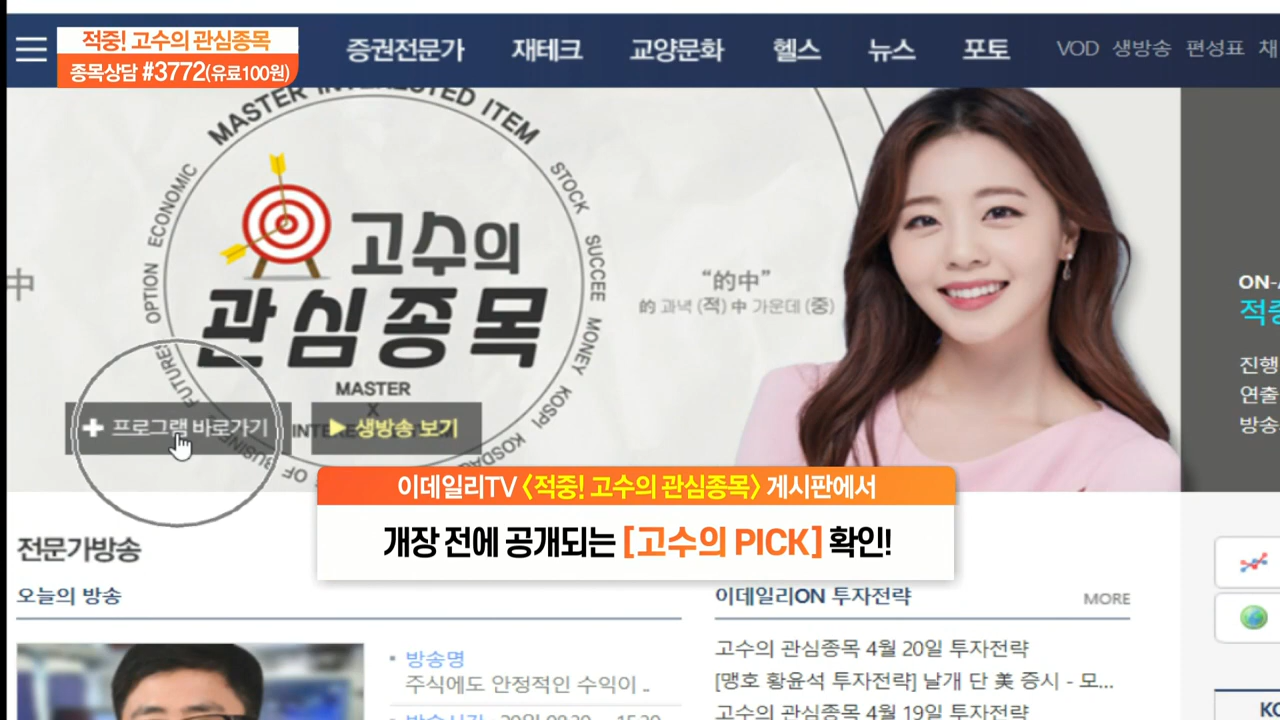 적중! 고수의 관심종목
종목상담 #3772(유료100원)
증권전문가 재테크 교양문화 헬스 뉴스 포토 VOD 생방송 편성표
MASTER INTERESTED ITEM
OPTION ECONOMIC
STOCK SUCCEE MONEY KOSPI KOSDAQ
FUTURES
OF BUSINE
고수의
관심종목
MASTER
X
中
“的中”
的 과녁 (적) 中 가운데 (중)
진행
연출
방송
프로그램 바로가기
생방송 보기
이데일리TV 〈적중! 고수의 관심종목〉 게시판에서
개장 전에 공개되는 [고수의 PICK] 확인!
전문가방송
오늘의 방송
이데일리ON 투자전략 MORE
방송명
주식에도 안정적인 수익이 ..
고수의 관심종목 4월 20일 투자전략
[맹호 황윤석 투자전략] 날개 단 美 증시 - 모...
고수의 관심종목 4월 19일 투자전략